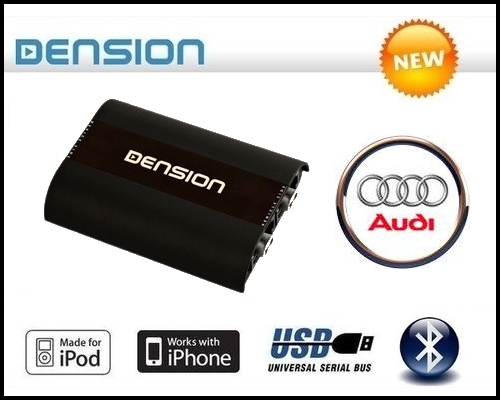 DENSION
NEW
DENSION
Audi
Made for
iPod
Works with
iPhone
USB
UNIVERSAL SERIAL BUS